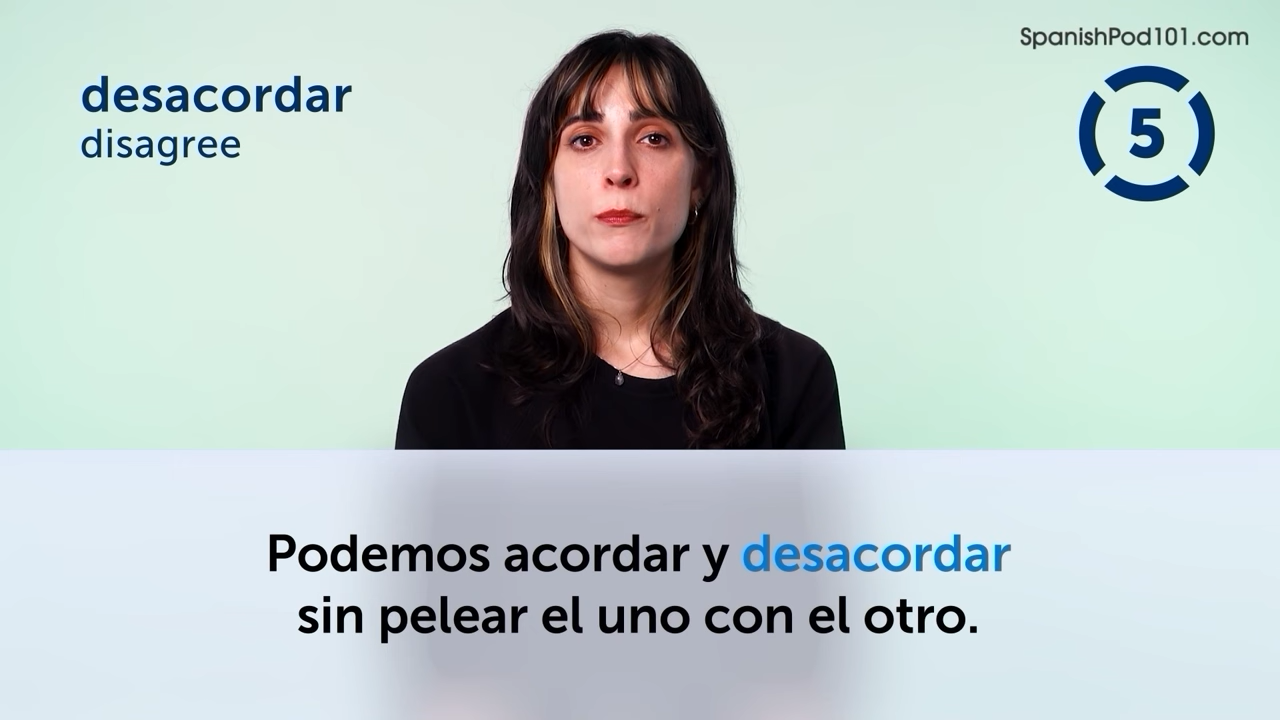 SpanishPod101.com
desacordar
disagree
5
Podemos acordar y desacordar
sin pelear el uno con el otro.